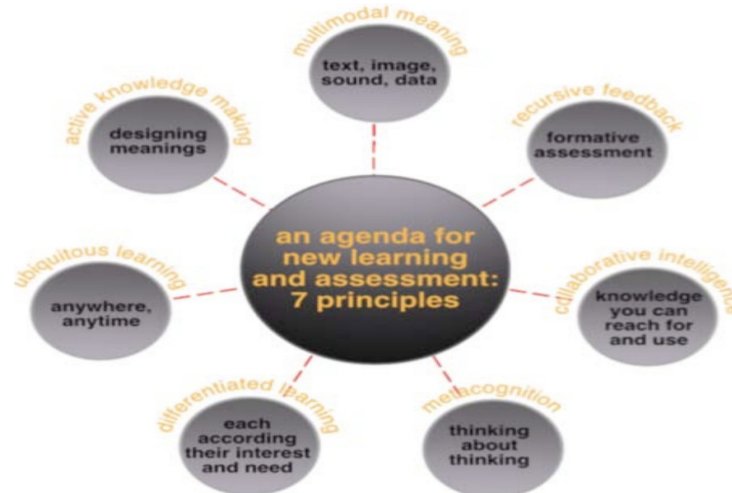 an agenda for
new learning
and assessment:
7 principles
multimodal meaning
text, image,
sound, data
recursive feedback
formative
assessment
collaborative intelligence
knowledge
you can
reach for
and use
metacognition
thinking
about
thinking
differentiated learning
each
according
their interest
and need
ubiquitous learning
anywhere,
anytime
active knowledge making
designing
meanings